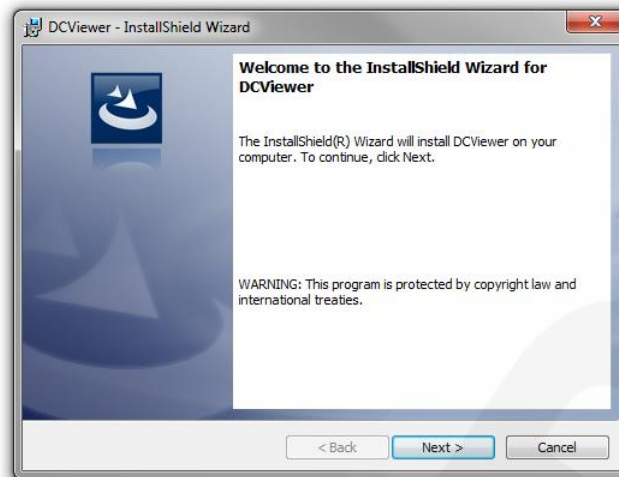 DCViewer - InstallShield Wizard
Welcome to the InstallShield Wizard for
DCViewer
The InstallShield(R) Wizard will install DCViewer on your
computer. To continue, click Next.
WARNING: This program is protected by copyright law and
international treaties.
< Back Next > Cancel